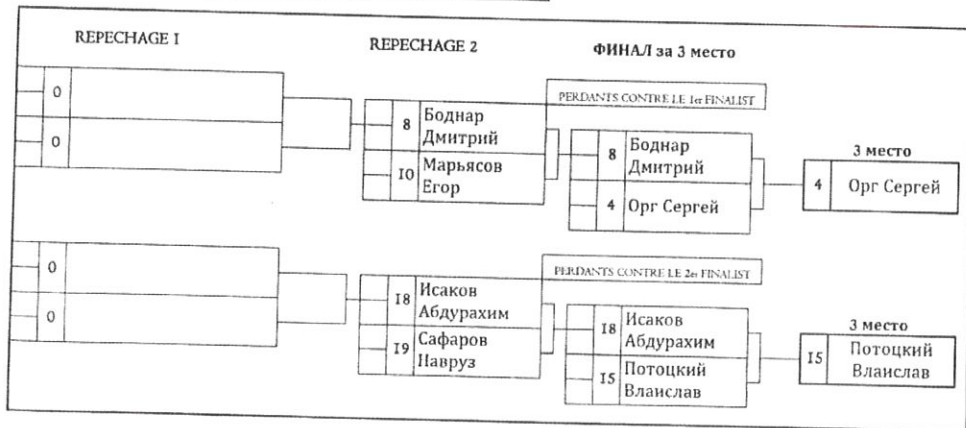 REPECHAGE I
REPECHAGE 2
ФИНАЛ за 3 место
0
0
PERDANTS CONTRE LE 1er FINALIST
8 Боднар
Дмитрий
10 Марьясов
Егор
8 Боднар
Дмитрий
4 Орг Сергей
3 место
4 Орг Сергей
0
0
PERDANTS CONTRE LE 2er FINALIST
18 Исаков
Абдурахим
19 Сафаров
Навруз
18 Исаков
Абдурахим
15 Потоцкий
Влаислав
3 место
15 Потоцкий
Влаислав